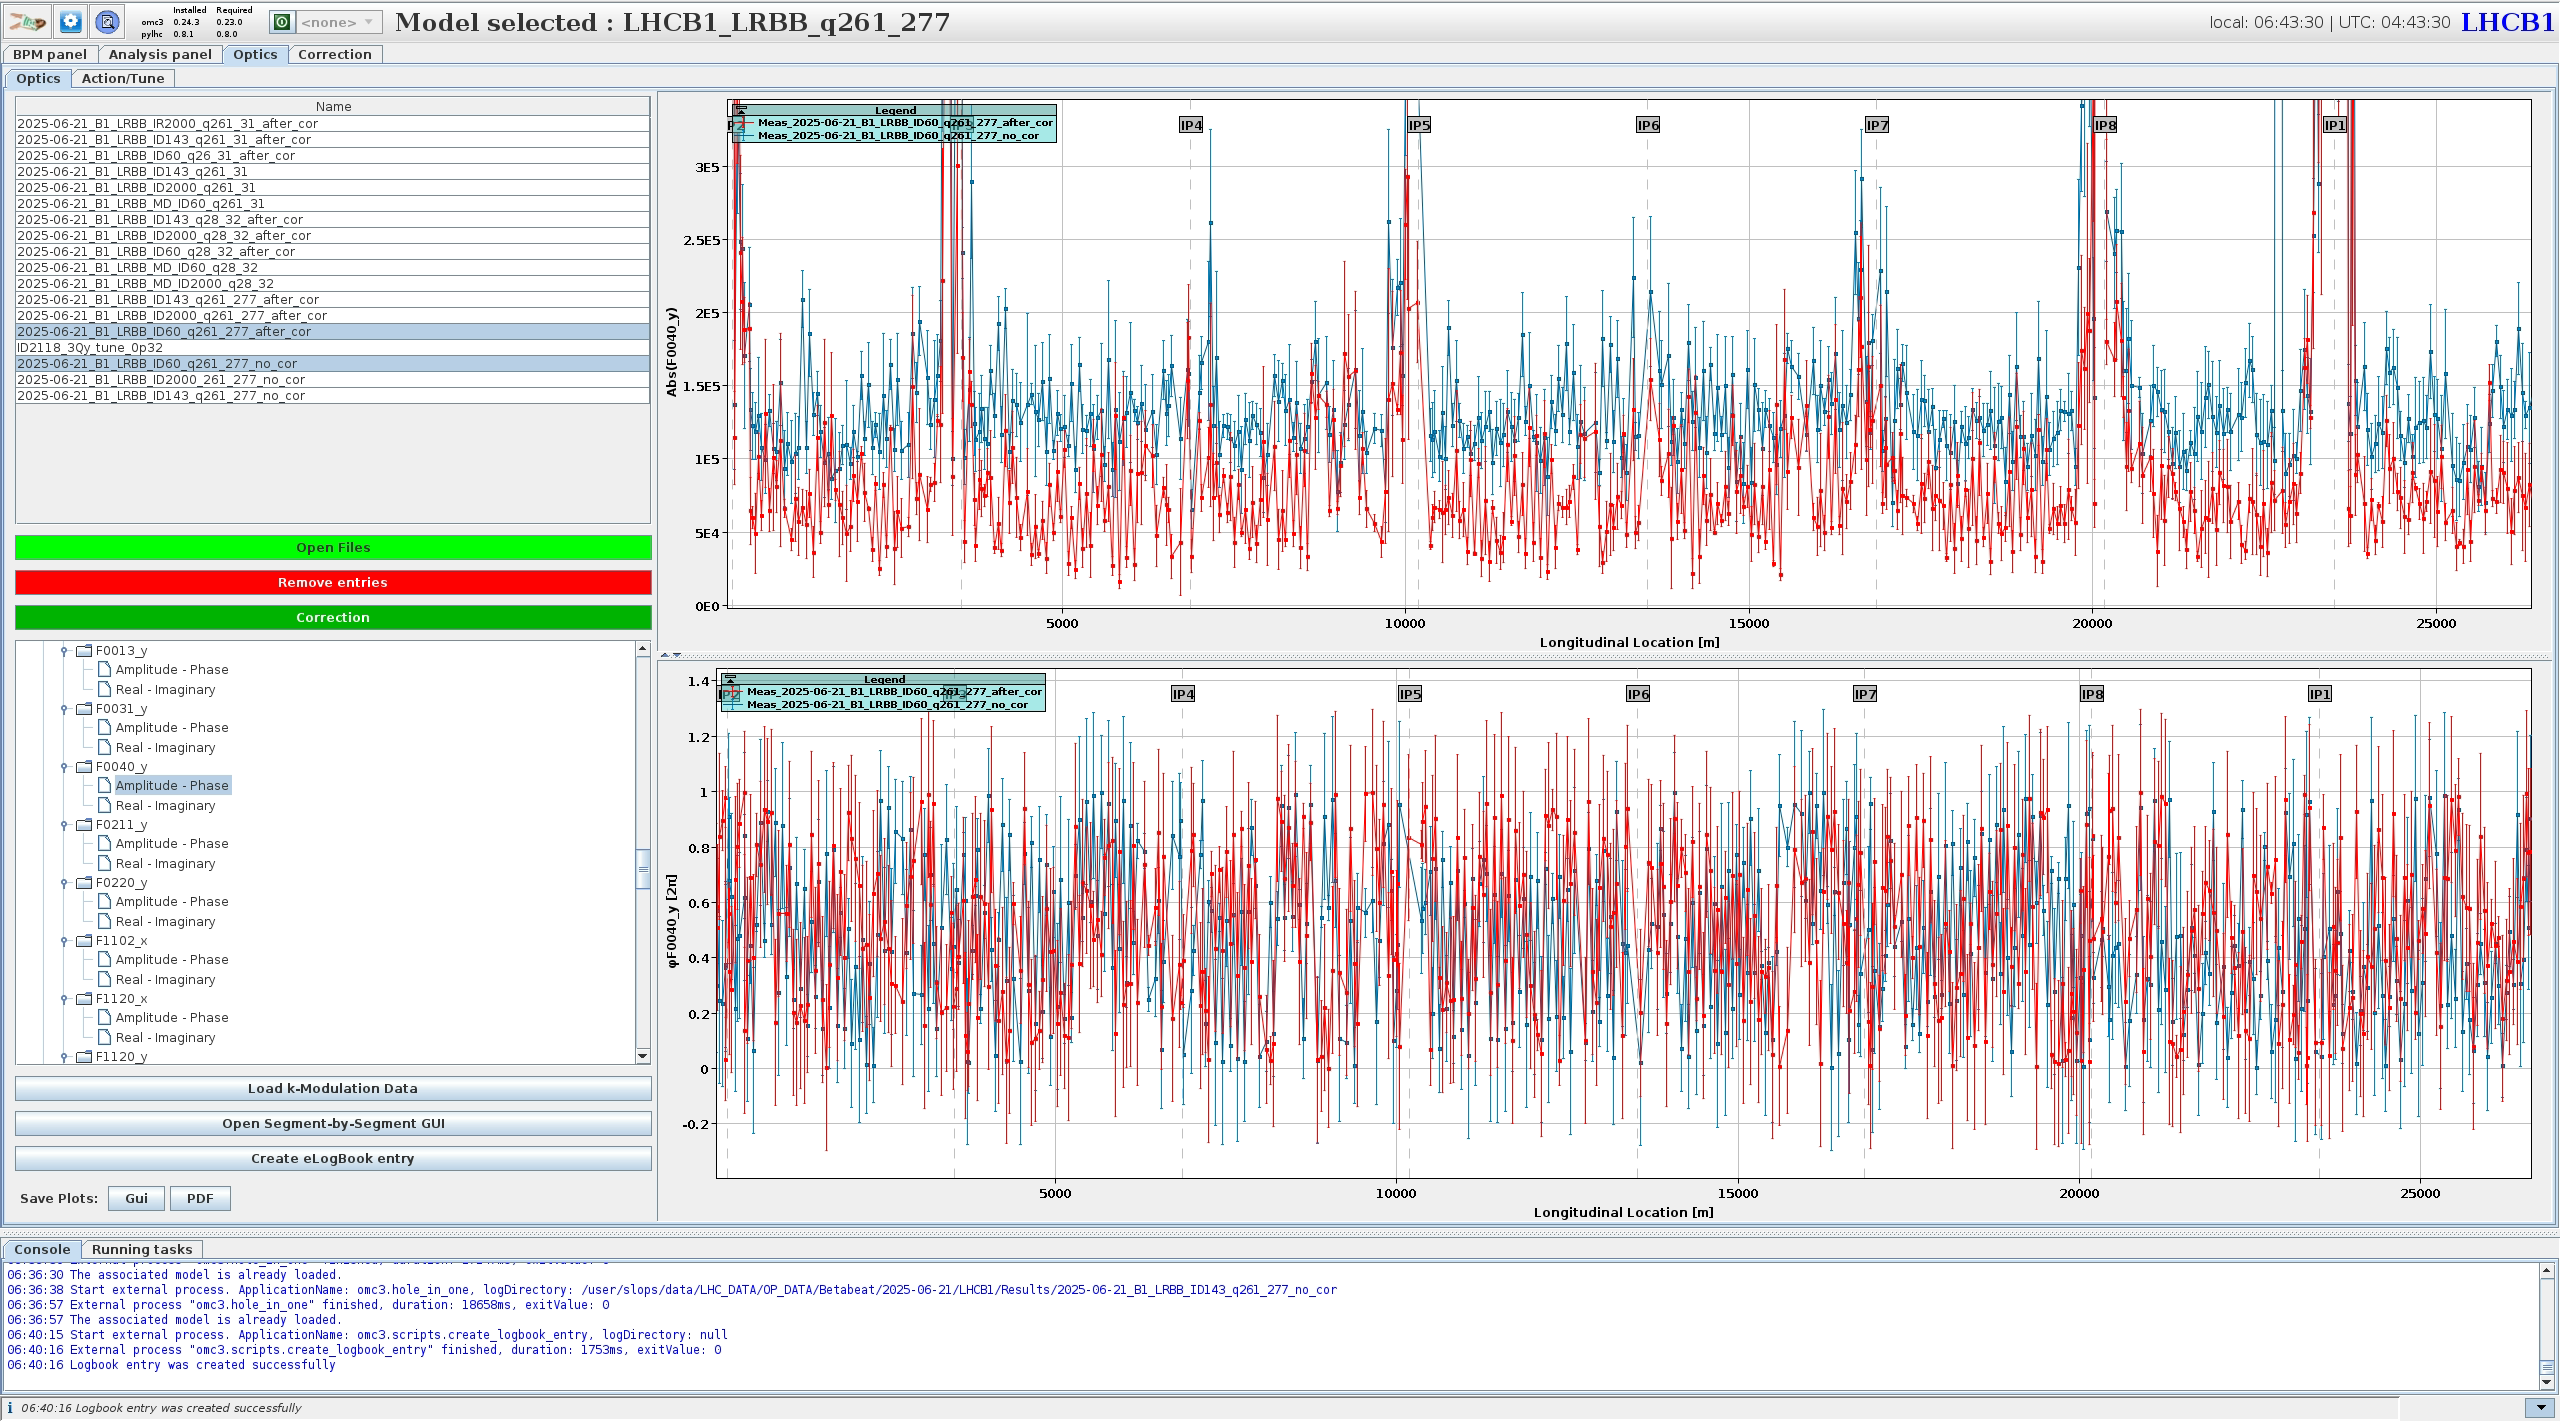 Installed Required
omc3 0.24.3 0.23.0
pylhc 0.8.1 0.8.0
<none>
Model selected : LHCB1_LRBB_q261_277
local: 06:43:30 | UTC: 04:43:30 LHCB1
BPM panel Analysis panel Optics Correction
Optics Action/Tune
Name
2025-06-21_B1_LRBB_IR2000_q261_31_after_cor
2025-06-21_B1_LRBB_ID143_q261_31_after_cor
2025-06-21_B1_LRBB_ID60_q26_31_after_cor
2025-06-21_B1_LRBB_ID143_q261_31
2025-06-21_B1_LRBB_ID2000_q261_31
2025-06-21_B1_LRBB_MD_ID60_q261_31
2025-06-21_B1_LRBB_ID143_q28_32_after_cor
2025-06-21_B1_LRBB_ID2000_q28_32_after_cor
2025-06-21_B1_LRBB_ID60_q28_32_after_cor
2025-06-21_B1_LRBB_MD_ID60_q28_32
2025-06-21_B1_LRBB_MD_ID2000_q28_32
2025-06-21_B1_LRBB_ID143_q261_277_after_cor
2025-06-21_B1_LRBB_ID2000_q261_277_after_cor
2025-06-21_B1_LRBB_ID60_q261_277_after_cor
ID2118_3Qy_tune_0p32
2025-06-21_B1_LRBB_ID60_q261_277_no_cor
2025-06-21_B1_LRBB_ID2000_261_277_no_cor
2025-06-21_B1_LRBB_ID143_q261_277_no_cor
Open Files
Remove entries
Correction
F0013_y
Amplitude - Phase
Real - Imaginary
F0031_y
Amplitude - Phase
Real - Imaginary
F0040_y
Amplitude - Phase
Real - Imaginary
F0211_y
Amplitude - Phase
Real - Imaginary
F0220_y
Amplitude - Phase
Real - Imaginary
F1102_x
Amplitude - Phase
Real - Imaginary
F1120_x
Amplitude - Phase
Real - Imaginary
F1120_y
Load k-Modulation Data
Open Segment-by-Segment GUI
Create eLogBook entry
Save Plots: Gui PDF
Legend
Meas_2025-06-21_B1_LRBB_ID60_q261_277_after_cor
Meas_2025-06-21_B1_LRBB_ID60_q261_277_no_cor
IP4 IP5 IP6 IP7 IP8 IP1
Abs(F0040_y)
3E5
2.5E5
2E5
1.5E5
1E5
5E4
0E0
5000 10000 15000 20000 25000
Longitudinal Location [m]
Legend
Meas_2025-06-21_B1_LRBB_ID60_q261_277_after_cor
Meas_2025-06-21_B1_LRBB_ID60_q261_277_no_cor
IP2 IP3 IP4 IP5 IP6 IP7 IP8 IP1
φF0040_y [2π]
1.4
1.2
1
0.8
0.6
0.4
0.2
0
-0.2
5000 10000 15000 20000 25000
Longitudinal Location [m]
Console Running tasks
06:36:30 The associated model is already loaded.
06:36:38 Start external process. ApplicationName: omc3.hole_in_one, logDirectory: /user/slops/data/LHC_DATA/OP_DATA/Betabeat/2025-06-21/LHCB1/Results/2025-06-21_B1_LRBB_ID143_q261_277_no_cor
06:36:57 External process "omc3.hole_in_one" finished, duration: 18658ms, exitValue: 0
06:36:57 The associated model is already loaded.
06:40:15 Start external process. ApplicationName: omc3.scripts.create_logbook_entry, logDirectory: null
06:40:16 External process "omc3.scripts.create_logbook_entry" finished, duration: 1753ms, exitValue: 0
06:40:16 Logbook entry was created successfully
06:40:16 Logbook entry was created successfully